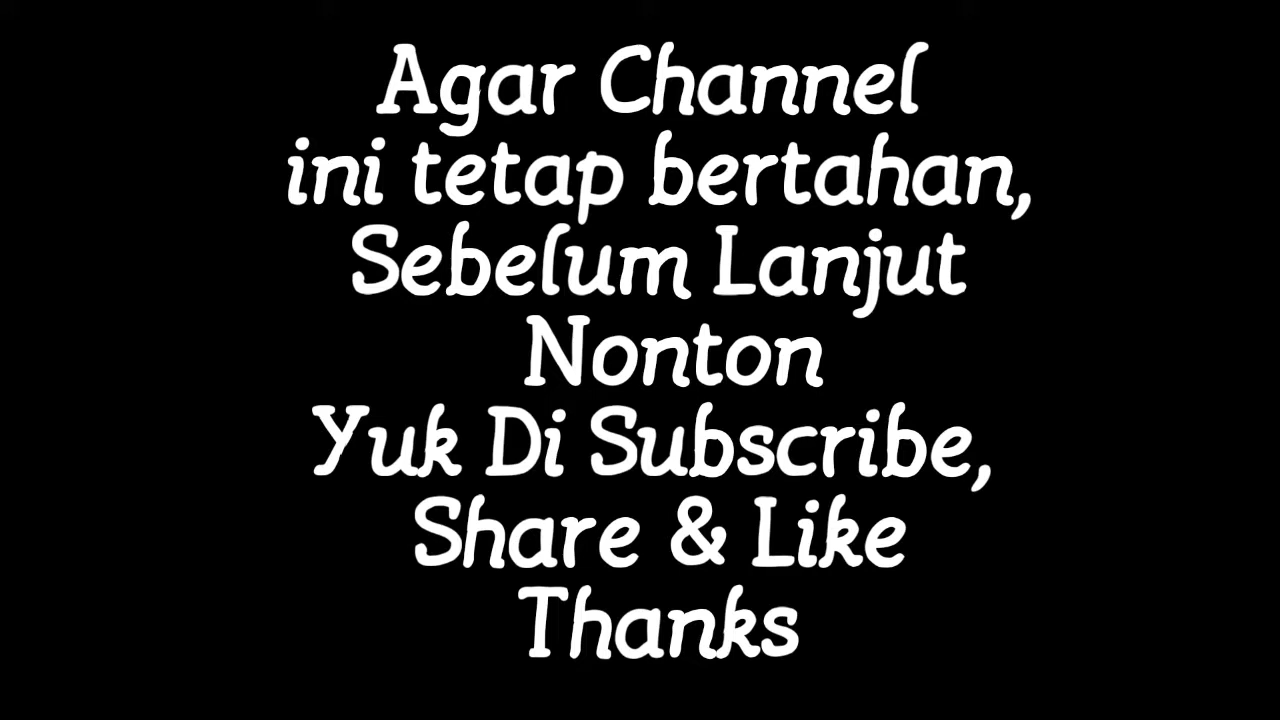 Agar Channel
ini tetap bertahan,
Sebelum Lanjut
Nonton
Yuk Di Subscribe,
Share & Like
Thanks